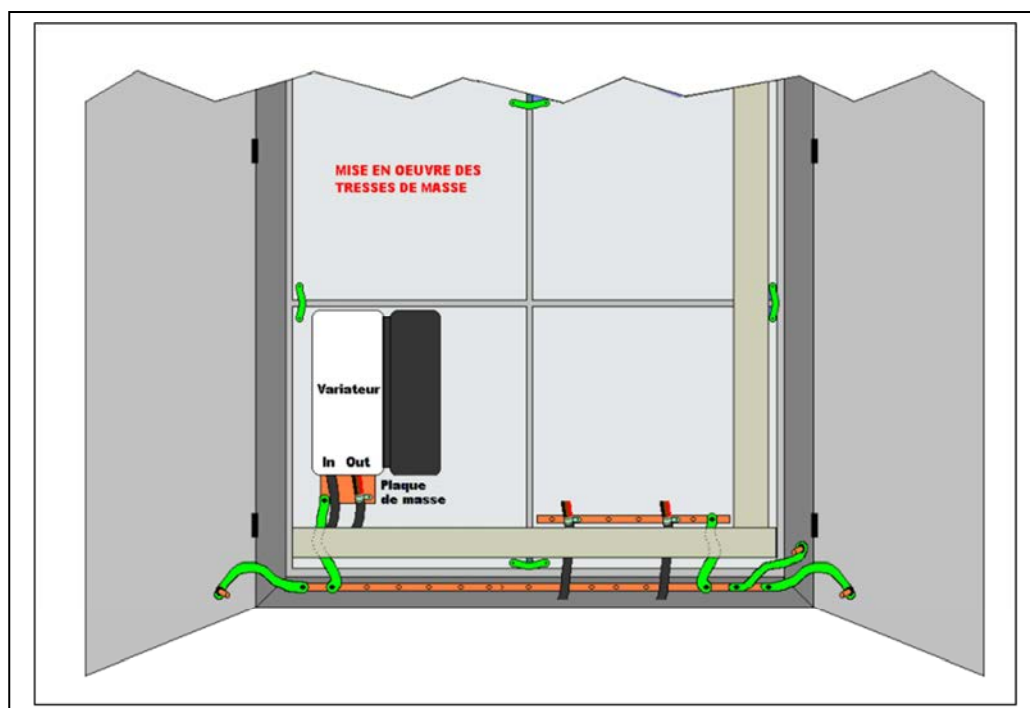 MISE EN OEUVRE DES
TRESSES DE MASSE
Variateur
In Out
Plaque
de masse